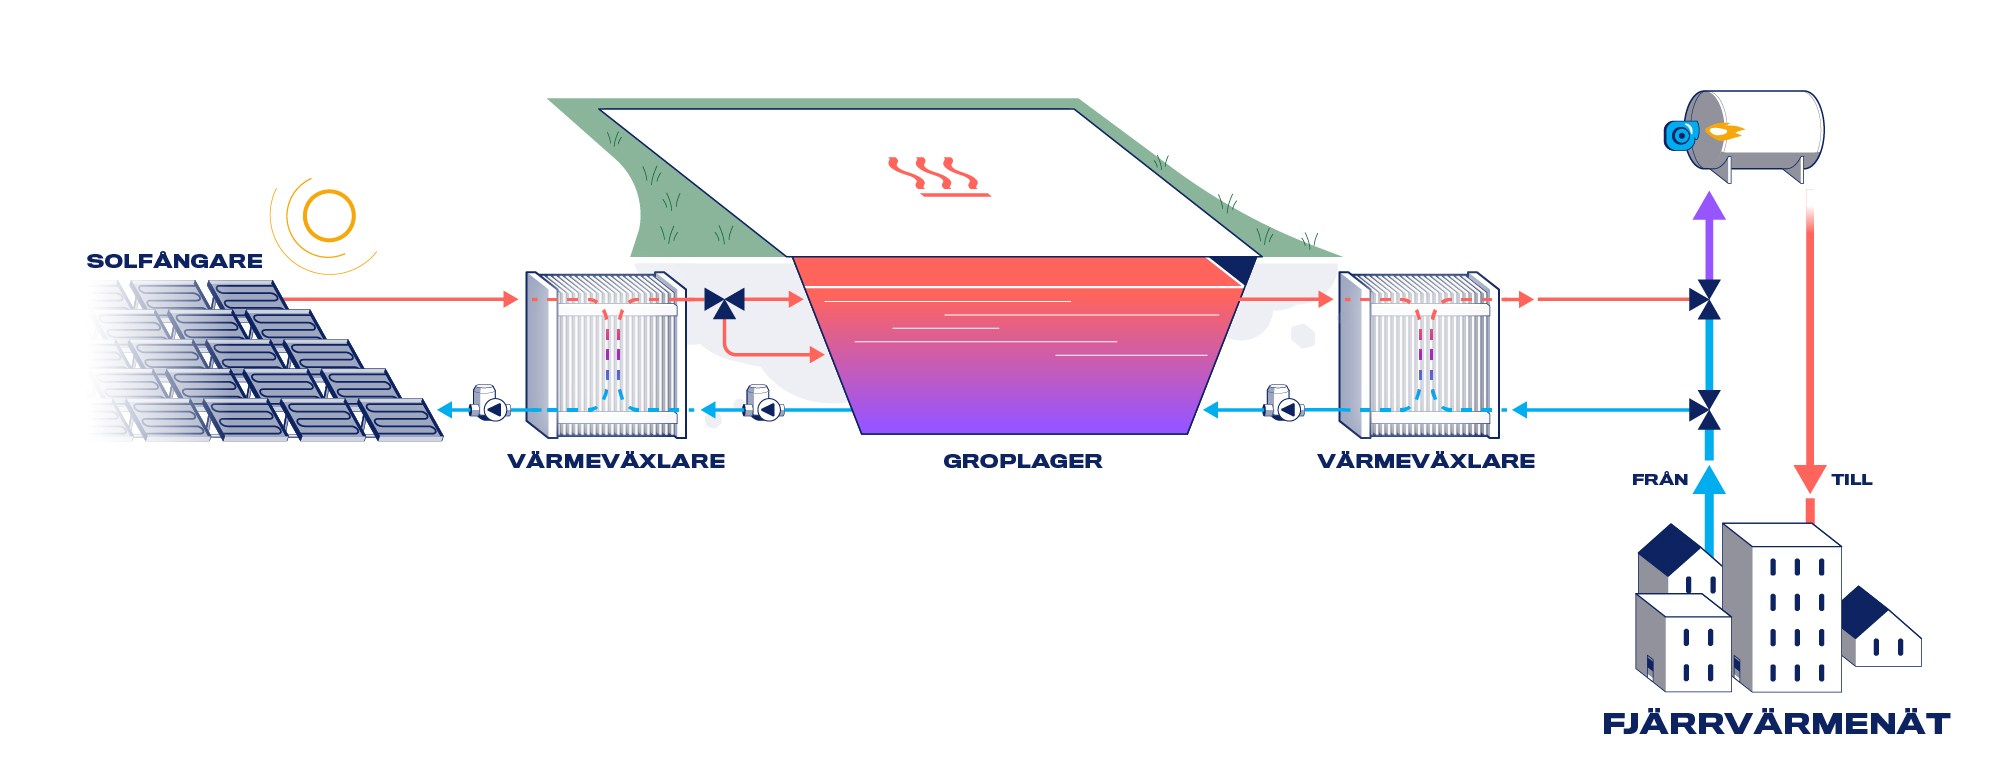 SOLFÅNGARE
VÄRMEVÄXLARE
GROPLAGER
VÄRMEVÄXLARE
FRÅN
TILL
FJÄRRVÄRMENÄT